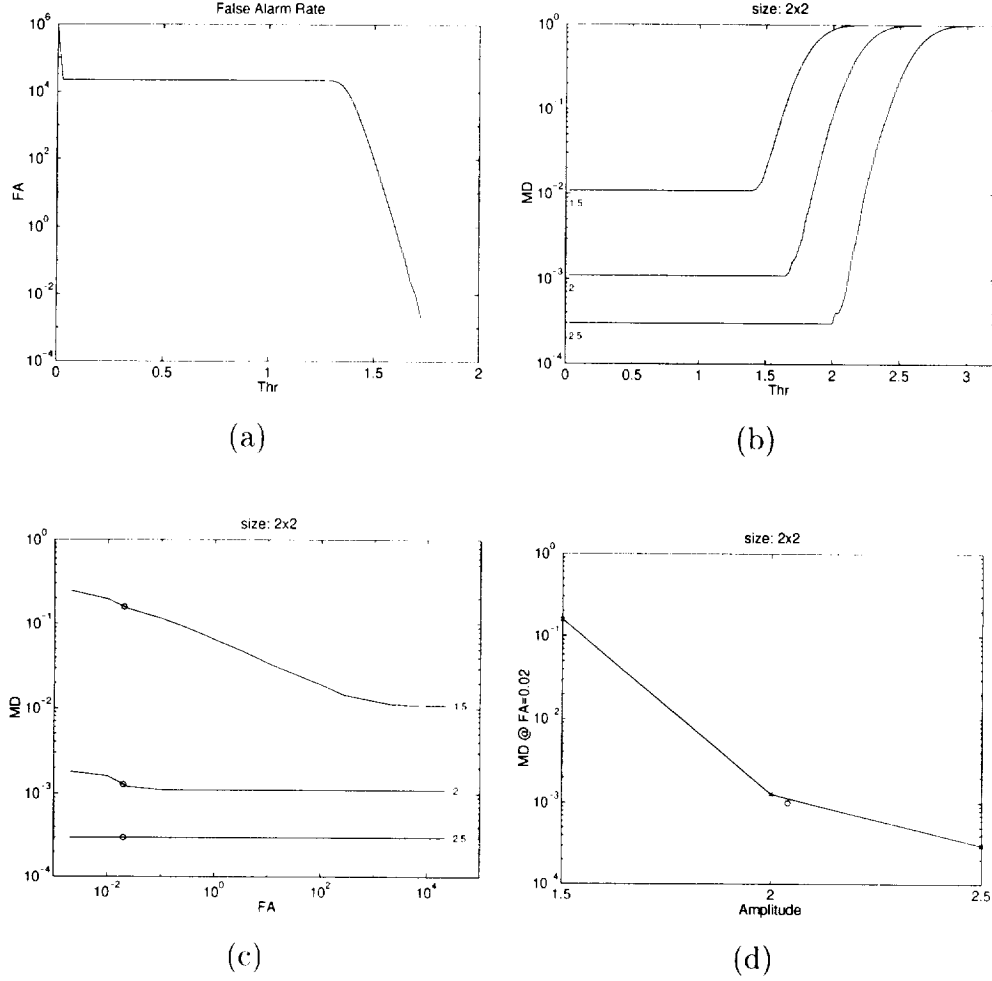 False Alarm Rate
10^6
10^4
10^2
10^0
10^-2
10^-4
FA
0 0.5 1 1.5 2
Thr
(a)
size: 2x2
10^0
10^-1
10^-2
10^-3
10^-4
MD
1.5
2
2.5
0 0.5 1 1.5 2 2.5 3
Thr
(b)
size: 2x2
10^0
10^-1
10^-2
10^-3
10^-4
MD
1.5
2
2.5
10^-2 10^0 10^2 10^4
FA
(c)
size: 2x2
10^0
10^-1
10^-2
10^-3
10^-4
MD @ FA=0.02
1.5 2 2.5
Amplitude
(d)